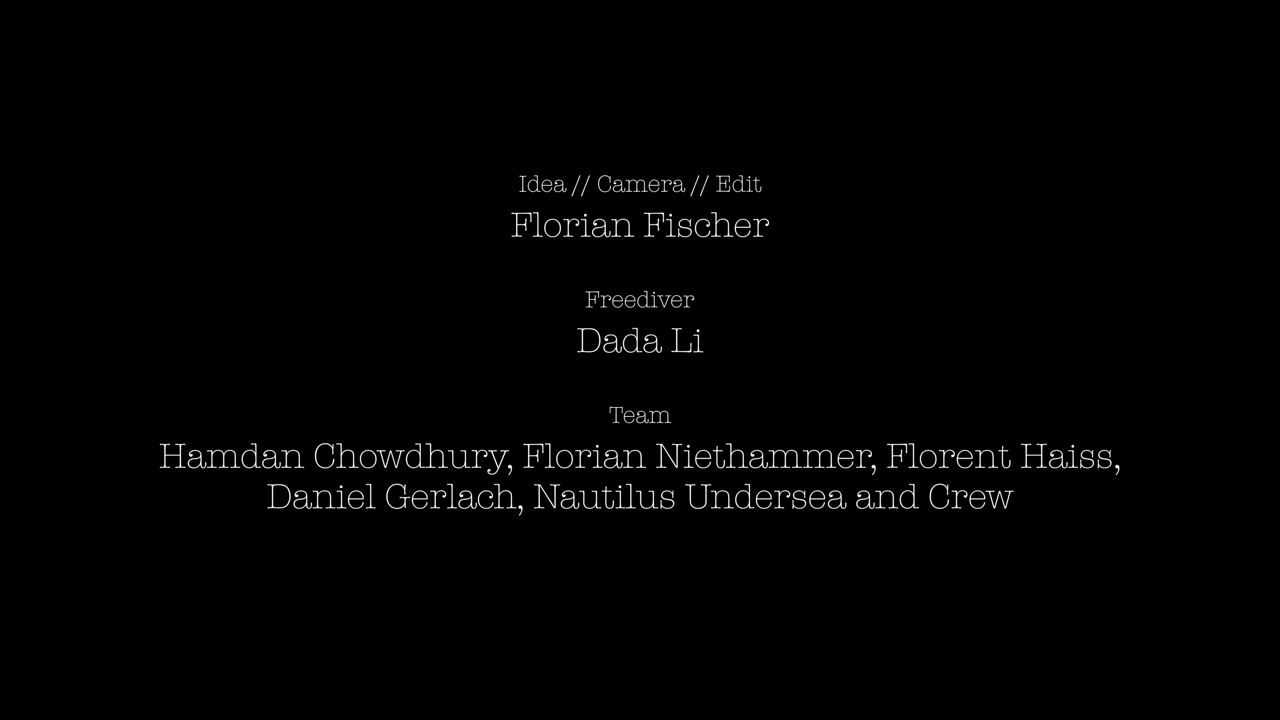 Idea // Camera // Edit
Florian Fischer
Freediver
Dada Li
Team
Hamdan Chowdhury, Florian Niethammer, Florent Haiss,
Daniel Gerlach, Nautilus Undersea and Crew